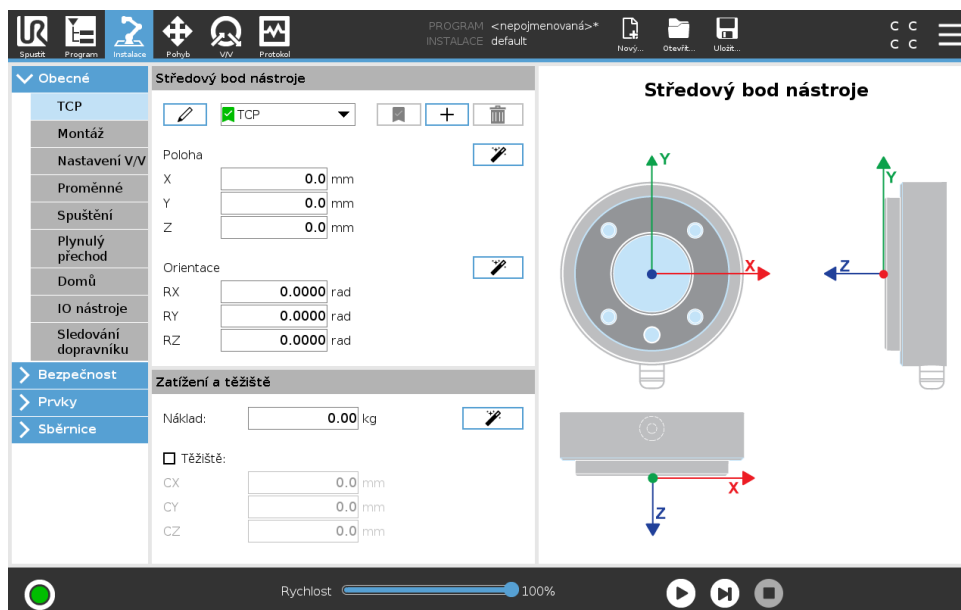 PROGRAM <nepojmenovaná>*
INSTALACE default
Spustit Program Instalace Pohyb V/V Protokol Nový... Otevřít... Uložit...
C C
C C
Obecné
TCP
Montáž
Nastavení V/V
Proměnné
Spuštění
Plynulý
přechod
Domů
IO nástroje
Sledování
dopravníku
Bezpečnost
Prvky
Sběrnice
Středový bod nástroje
TCP
Poloha
X 0.0 mm
Y 0.0 mm
Z 0.0 mm
Orientace
RX 0.0000 rad
RY 0.0000 rad
RZ 0.0000 rad
Zatížení a těžiště
Náklad: 0.00 kg
Těžiště:
CX 0.0 mm
CY 0.0 mm
CZ 0.0 mm
Středový bod nástroje
Y
X
Y
Z
X
Z
Rychlost 100%